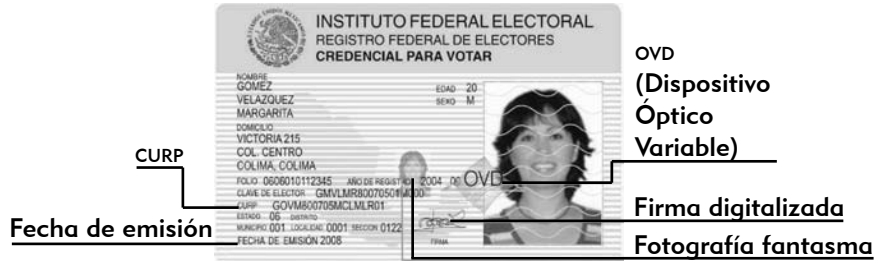 INSTITUTO FEDERAL ELECTORAL
REGISTRO FEDERAL DE ELECTORES
CREDENCIAL PARA VOTAR
NOMBRE
GOMEZ
VELAZQUEZ
MARGARITA
EDAD 20
SEXO M
DOMICILIO
VICTORIA 215
COL. CENTRO
COLIMA, COLIMA
FOLIO 0606010112345 AÑO DE REGISTRO 2004 00
CLAVE DE ELECTOR GMVLMR80070501M000
CURP GOVM800705MCLMLR01
ESTADO 06 DISTRITO
MUNICIPIO 001 LOCALIDAD 0001 SECCION 0122
FECHA DE EMISIÓN 2008
FIRMA
OVD
CURP
Fecha de emisión
OVD
(Dispositivo
Óptico
Variable)
Firma digitalizada
Fotografía fantasma